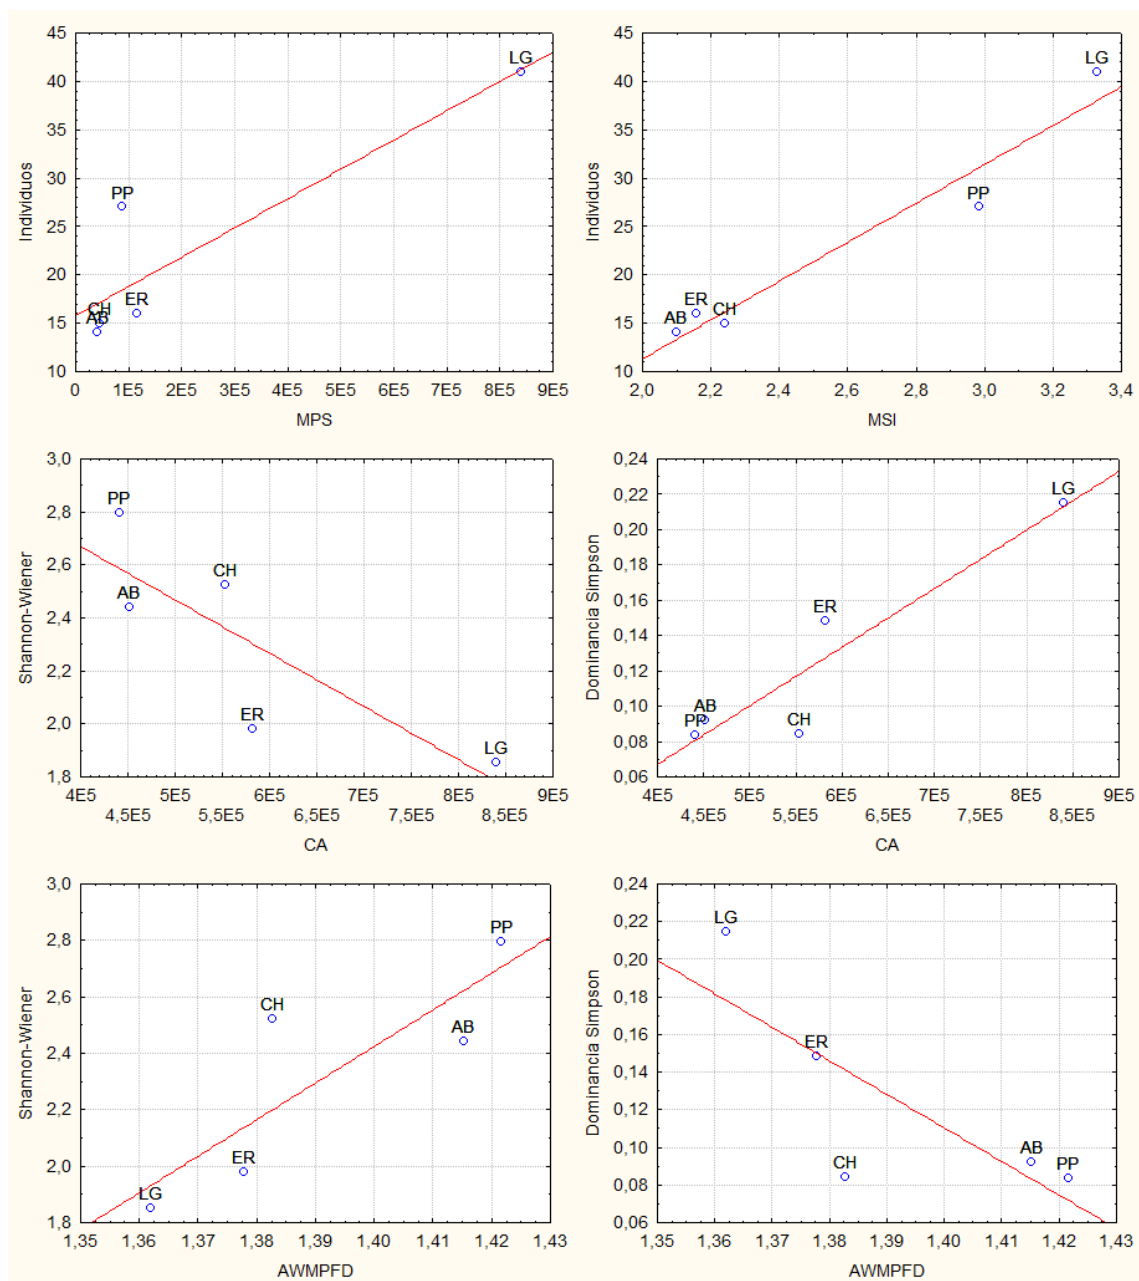 45
40
35
30
25
20
15
10
Individuos
LG
PP
CH
AB
ER
0 1E5 2E5 3E5 4E5 5E5 6E5 7E5 8E5 9E5
MPS
45
40
35
30
25
20
15
10
Individuos
LG
PP
ER
AB
CH
2,0 2,2 2,4 2,6 2,8 3,0 3,2 3,4
MSI
3,0
2,8
2,6
2,4
2,2
2,0
1,8
Shannon-Wiener
PP
CH
AB
ER
LG
4E5 5E5 6E5 7E5 8E5 9E5
4,5E5 5,5E5 6,5E5 7,5E5 8,5E5
CA
0,24
0,22
0,20
0,18
0,16
0,14
0,12
0,10
0,08
0,06
Dominancia Simpson
LG
ER
AB
PP
CH
4E5 5E5 6E5 7E5 8E5 9E5
4,5E5 5,5E5 6,5E5 7,5E5 8,5E5
CA
3,0
2,8
2,6
2,4
2,2
2,0
1,8
Shannon-Wiener
PP
CH
AB
ER
LG
1,35 1,36 1,37 1,38 1,39 1,40 1,41 1,42 1,43
AWMPFD
0,24
0,22
0,20
0,18
0,16
0,14
0,12
0,10
0,08
0,06
Dominancia Simpson
LG
ER
CH
AB
PP
1,35 1,36 1,37 1,38 1,39 1,40 1,41 1,42 1,43
AWMPFD